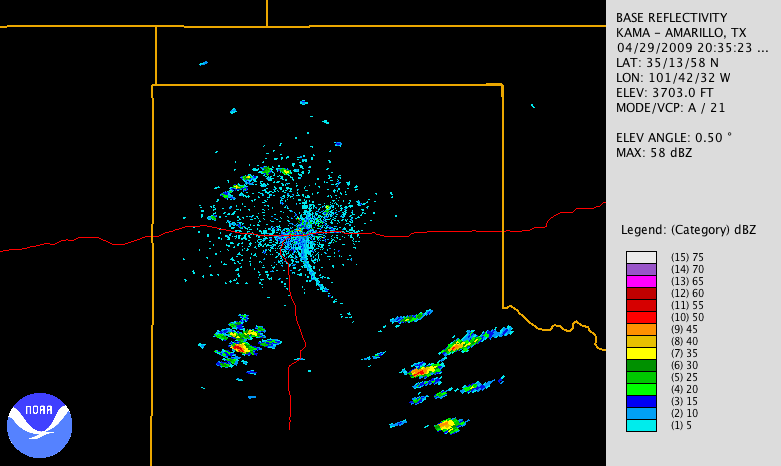 BASE REFLECTIVITY
KAMA - AMARILLO, TX
04/29/2009 20:35:23 ...
LAT: 35/13/58 N
LON: 101/42/32 W
ELEV: 3703.0 FT
MODE/VCP: A / 21
ELEV ANGLE: 0.50 °
MAX: 58 dBZ
Legend: (Category) dBZ
(15) 75
(14) 70
(13) 65
(12) 60
(11) 55
(10) 50
(9) 45
(8) 40
(7) 35
(6) 30
(5) 25
(4) 20
(3) 15
(2) 10
(1) 5
NOAA